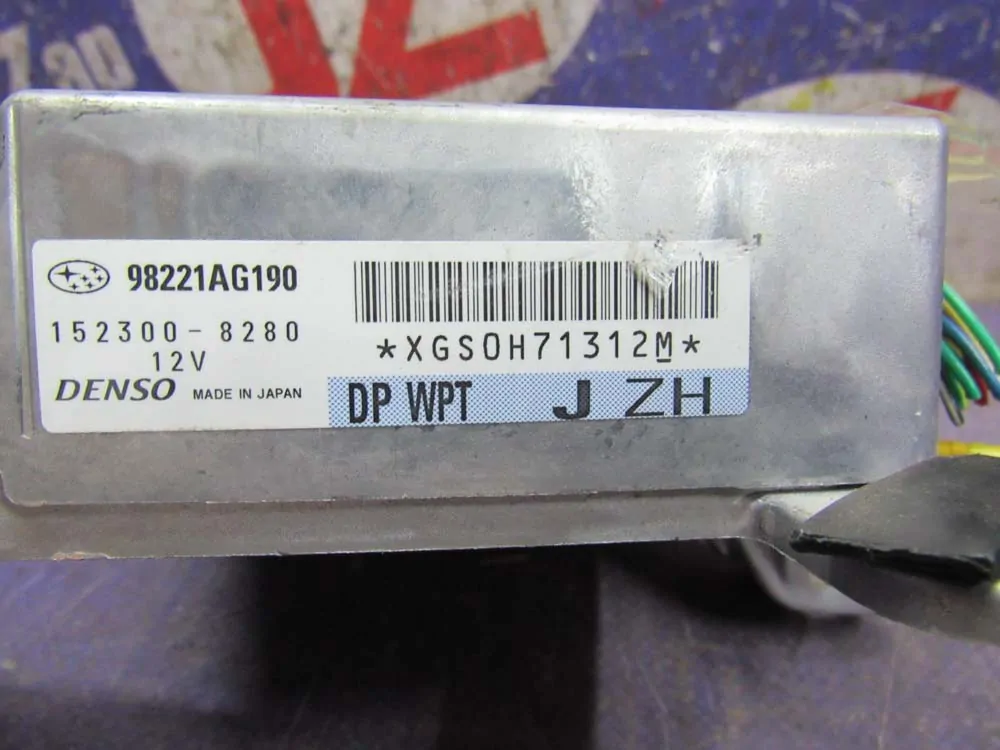 98221AG190
152300-8280
12V
DENSO MADE IN JAPAN
*XGS0H71312M*
DP WPT J ZH